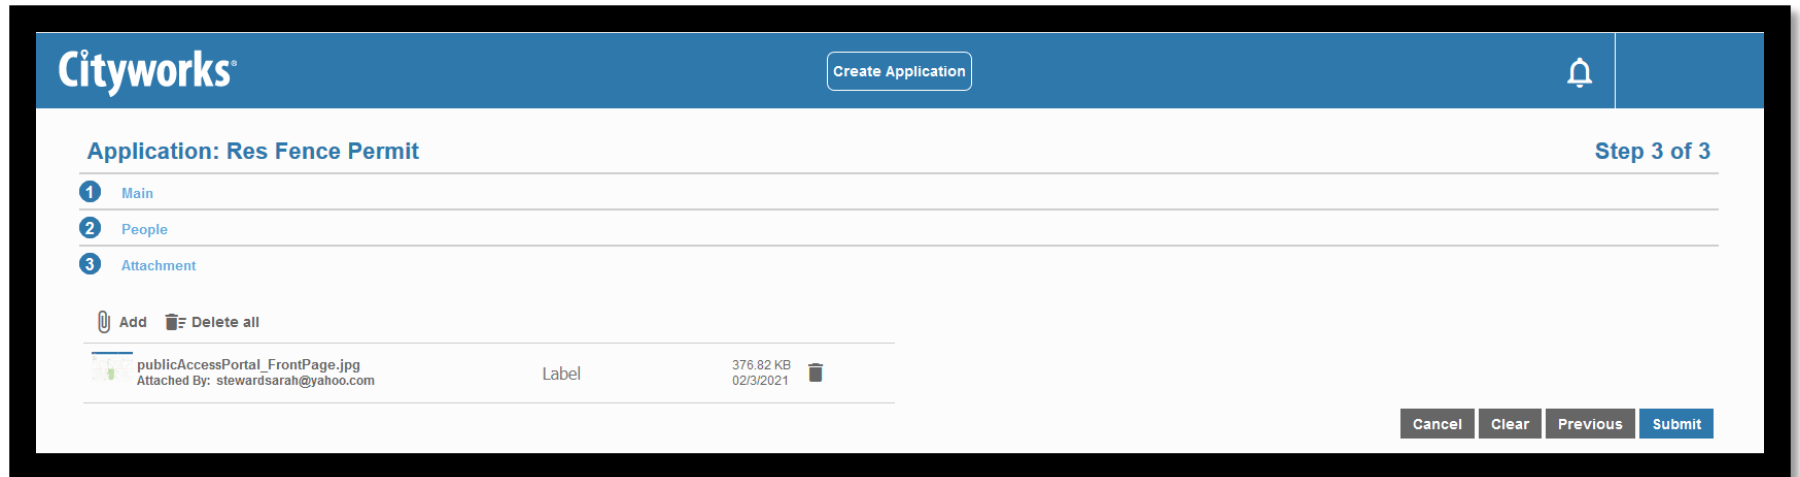 Cityworks®
Create Application
Application: Res Fence Permit
Step 3 of 3
1 Main
2 People
3 Attachment
Add Delete all
publicAccessPortal_FrontPage.jpg
Attached By: stewardsarah@yahoo.com
Label
376.82 KB
02/3/2021
Cancel Clear Previous Submit